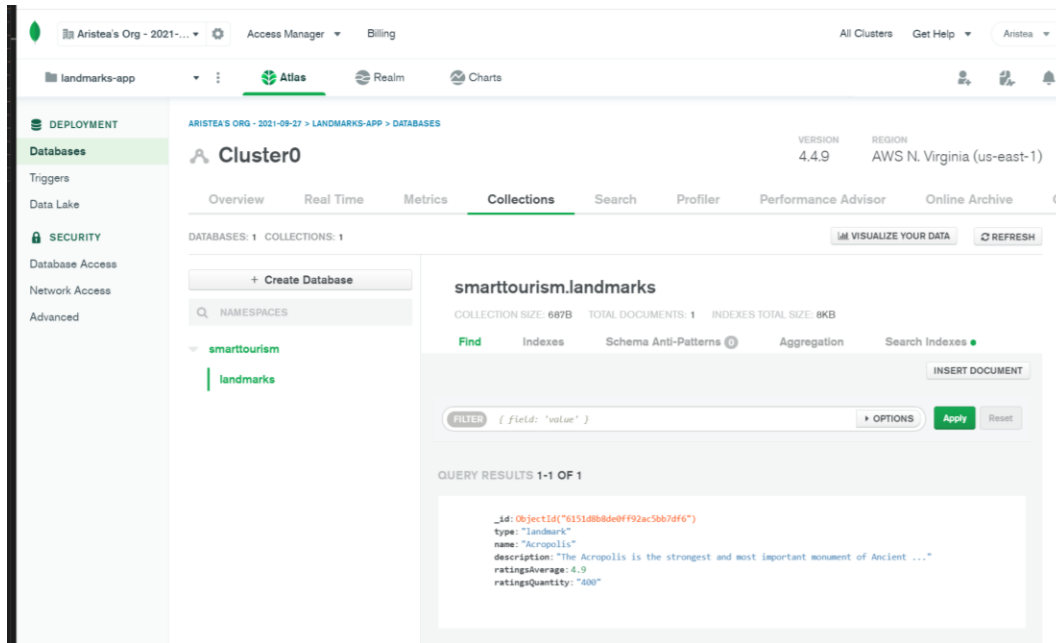 Aristea's Org - 2021-...
Access Manager
Billing
All Clusters
Get Help
Aristea
landmarks-app
Atlas
Realm
Charts
DEPLOYMENT
Databases
Triggers
Data Lake
SECURITY
Database Access
Network Access
Advanced
ARISTEA'S ORG - 2021-09-27 > LANDMARKS-APP > DATABASES
Cluster0
VERSION
4.4.9
REGION
AWS N. Virginia (us-east-1)
Overview
Real Time
Metrics
Collections
Search
Profiler
Performance Advisor
Online Archive
DATABASES: 1 COLLECTIONS: 1
VISUALIZE YOUR DATA
REFRESH
+ Create Database
NAMESPACES
smarttourism
landmarks
smarttourism.landmarks
COLLECTION SIZE: 687B TOTAL DOCUMENTS: 1 INDEXES TOTAL SIZE: 8KB
Find
Indexes
Schema Anti-Patterns 0
Aggregation
Search Indexes
INSERT DOCUMENT
FILTER { field: 'value' }
OPTIONS
Apply
Reset
QUERY RESULTS 1-1 OF 1
_id: ObjectId("6151d8b8de0ff92ac5bb7df6")
type: "landmark"
name: "Acropolis"
description: "The Acropolis is the strongest and most important monument of Ancient ..."
ratingsAverage: 4.9
ratingsQuantity: "400"